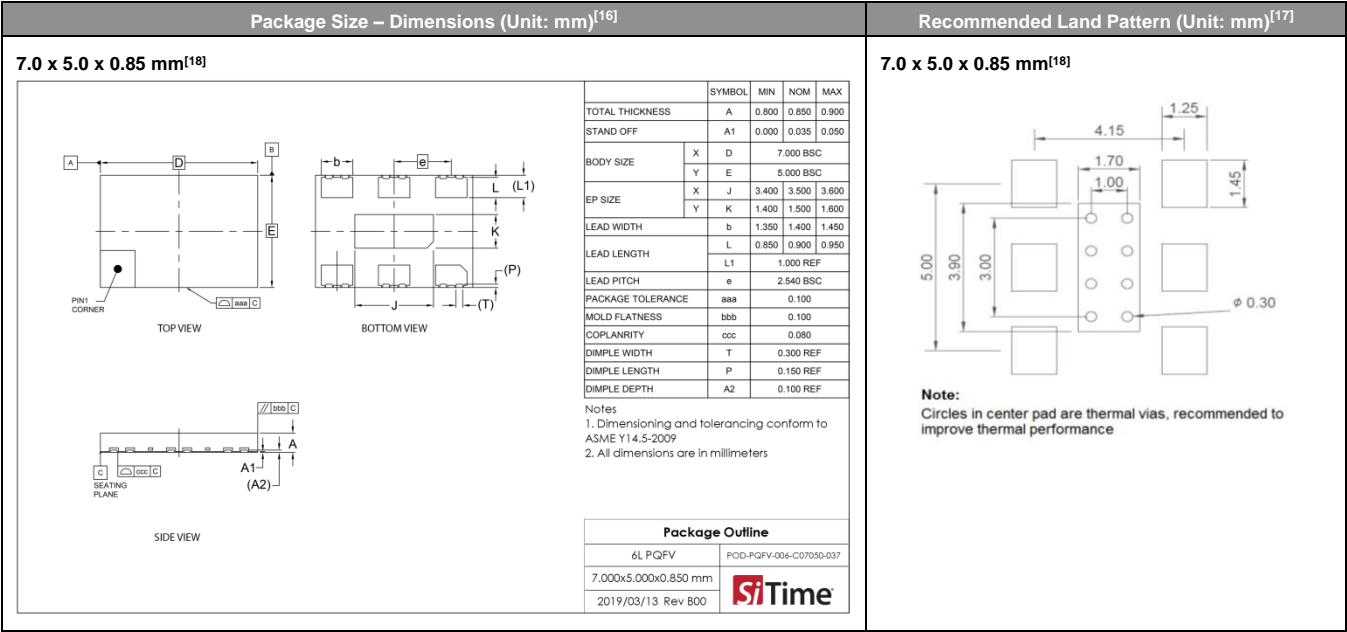 Package Size – Dimensions (Unit: mm)[16]
Recommended Land Pattern (Unit: mm)[17]
7.0 x 5.0 x 0.85 mm[18]
A
D
B
E
PIN1
CORNER
aaa C
TOP VIEW
b
e
L
(L1)
K
(P)
J
(T)
BOTTOM VIEW
// bbb C
A
A1
(A2)
C
ccc C
SEATING
PLANE
SIDE VIEW
SYMBOL MIN NOM MAX
TOTAL THICKNESS A 0.800 0.850 0.900
STAND OFF A1 0.000 0.035 0.050
BODY SIZE X D 7.000 BSC
Y E 5.000 BSC
EP SIZE X J 3.400 3.500 3.600
Y K 1.400 1.500 1.600
LEAD WIDTH b 1.350 1.400 1.450
LEAD LENGTH L 0.850 0.900 0.950
L1 1.000 REF
LEAD PITCH e 2.540 BSC
PACKAGE TOLERANCE aaa 0.100
MOLD FLATNESS bbb 0.100
COPLANRITY ccc 0.080
DIMPLE WIDTH T 0.300 REF
DIMPLE LENGTH P 0.150 REF
DIMPLE DEPTH A2 0.100 REF
Notes
1. Dimensioning and tolerancing conform to
ASME Y14.5-2009
2. All dimensions are in millimeters
Package Outline
6L PQFV POD-PQFV-006-C07050-037
7.000x5.000x0.850 mm
2019/03/13 Rev B00
SiTime
7.0 x 5.0 x 0.85 mm[18]
1.25
4.15
1.70
1.00
1.45
5.00
3.90
3.00
ø 0.30
Note:
Circles in center pad are thermal vias, recommended to
improve thermal performance